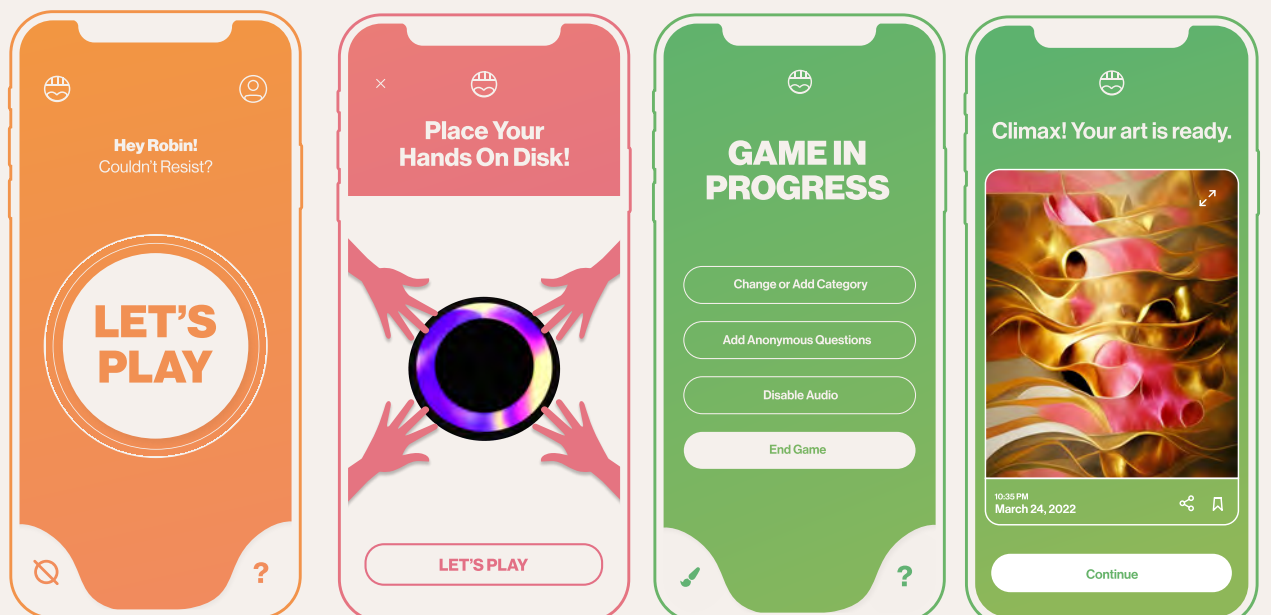 Hey Robin!
Couldn't Resist?
LET'S
PLAY
?
Place Your
Hands On Disk!
LET'S PLAY
GAME IN
PROGRESS
Change or Add Category
Add Anonymous Questions
Disable Audio
End Game
?
Climax! Your art is ready.
10:35 PM
March 24, 2022
Continue